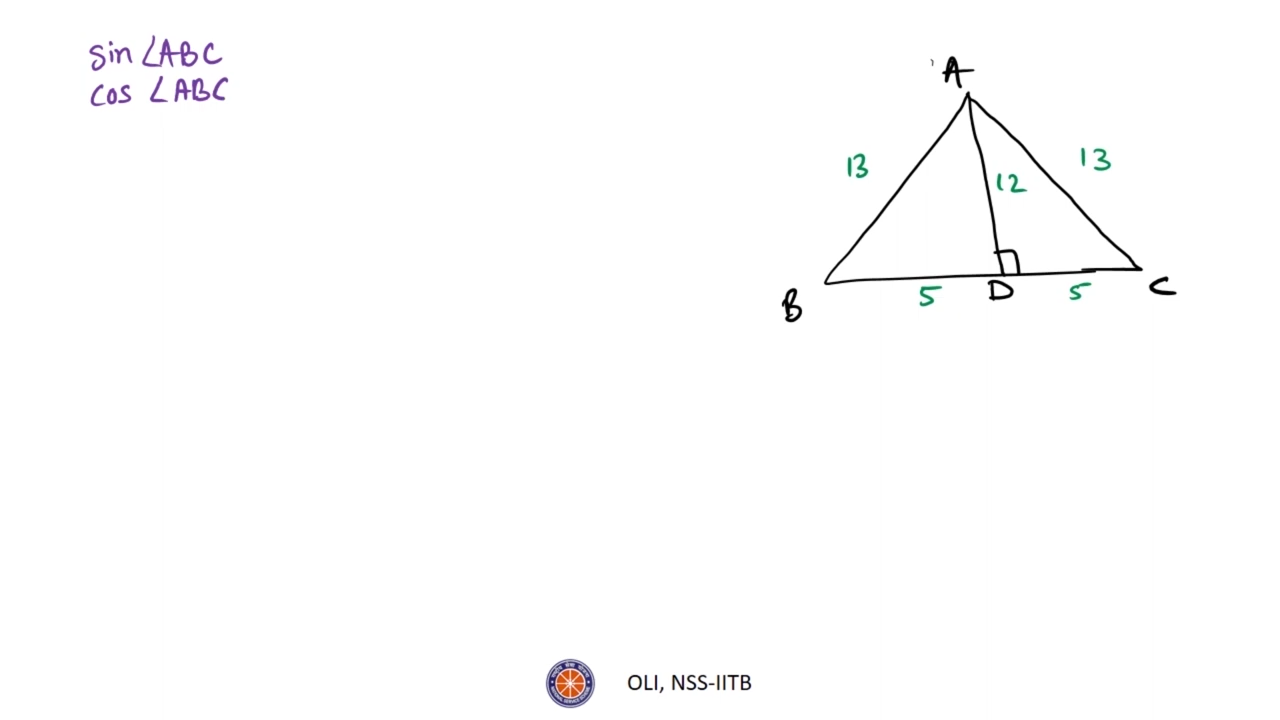 sin ∠ABC
cos ∠ABC
A
13
13
12
B
5
D
5
C
OLI, NSS-IITB